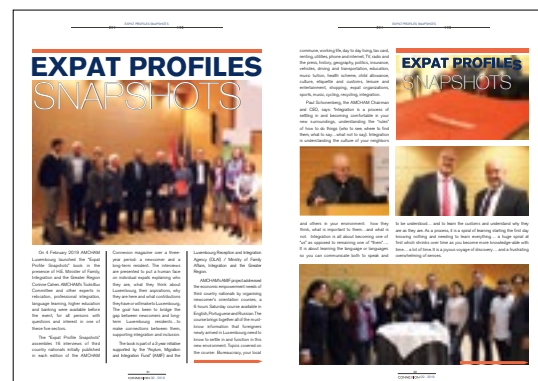 EXPAT PROFILES SNAPSHOTS
EXPAT PROFILES
SNAPSHOTS
On 4 February 2019 AMCHAM
Luxembourg launched the "Expat
Profile Snapshots" book in the
presence of HE Minister of Family,
Integration and the Greater Region
Corinne Cahen. AMCHAM's Tools4biz
Committee and other experts in
relocation, professional integration,
language learning, higher education
and banking were available before
the event, for all persons with
questions and interest in one of
these five sectors.
The "Expat Profile Snapshots"
assembles 16 interviews of third
country nationals initially published
in each edition of the AMCHAM
Connexion magazine over a three-
year period a newcomer and a
long-term resident. The interviews
are presented to put a human face
on individual expats explaining who
they are, what they think about
Luxembourg, their aspirations, why
they are here and what contributions
they have or will make to Luxembourg.
The goal has been to bridge the
gap between newcomers and long-
term Luxembourg residents to
make connections between them,
supporting integration and inclusion.
The book is part of a 3-year initiative
supported by the "Asylum, Migration
and Integration Fund" (AMIF) and the
Luxembourg Reception and Integration
Agency (OLAI) / Ministry of Family
Affairs, Integration and the Greater
Region.
AMCHAM's AMIF project addressed
the economic empowerment needs of
third country nationals by organising
newcomer's orientation courses, a
6 hours Saturday course available in
English, Portuguese and Russian. The
course brings together all of the must-
know information that foreigners
newly arrived in Luxembourg need to
know to settle in and function in this
new environment. Topics covered on
the course: Bureaucracy, your local
EXPAT PROFILES SNAPSHOTS
commune, working life, day to day living, tax card,
renting, utilities, phone and internet, TV, radio and
the press, history, geography, politics, insurance,
vehicles, driving and transportation, education,
music tuition, health scheme, child allowance,
culture, etiquette and customs, leisure and
entertainment, shopping, expat organizations,
sports, music, cycling, recycling, integration.
Paul Schonenberg, the AMCHAM Chairman
and CEO, says: "Integration is a process of
settling in and becoming comfortable in your
new surroundings, understanding the "rules"
of how to do things (who to see, where to find
them, what to say...what not to say). Integration
is understanding the culture of your neighbors
EXPAT PROFILES
SNAPSHOTS
and others in your environment: how they
think, what is important to them...and what is
not. Integration is all about becoming one of
"us" as opposed to remaining one of "them"...
It is about learning the language or languages
so you can communicate both to speak and
to be understood... and to learn the customs and understand why they
are as they are. As a process, it is a spiral of learning starting the first day
knowing nothing and needing to learn everything... a huge spiral at
first which shrinks over time as you become more knowledge-able with
time... a lot of time. It is a joyous voyage of discovery... and a frustrating
overwhelming of senses.